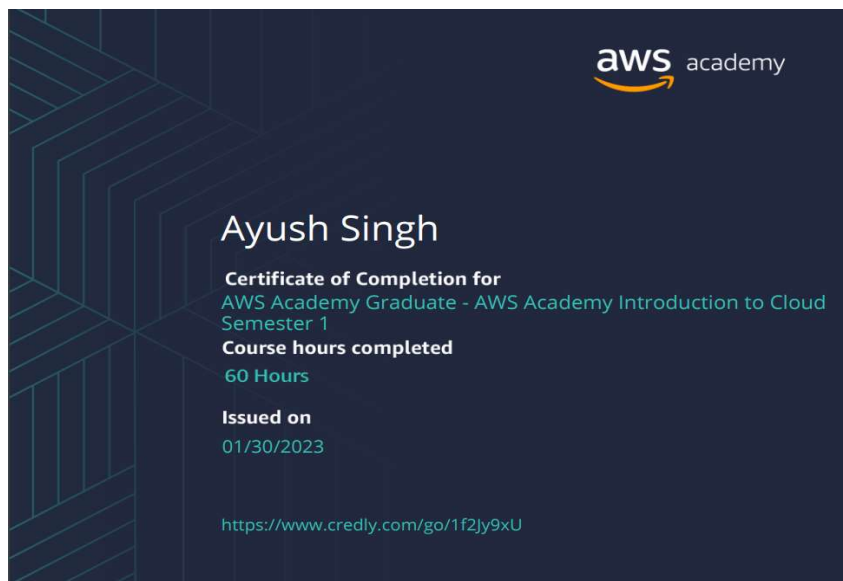 aws academy
Ayush Singh
Certificate of Completion for
AWS Academy Graduate - AWS Academy Introduction to Cloud
Semester 1
Course hours completed
60 Hours
Issued on
01/30/2023
https://www.credly.com/go/1f2Jy9xU